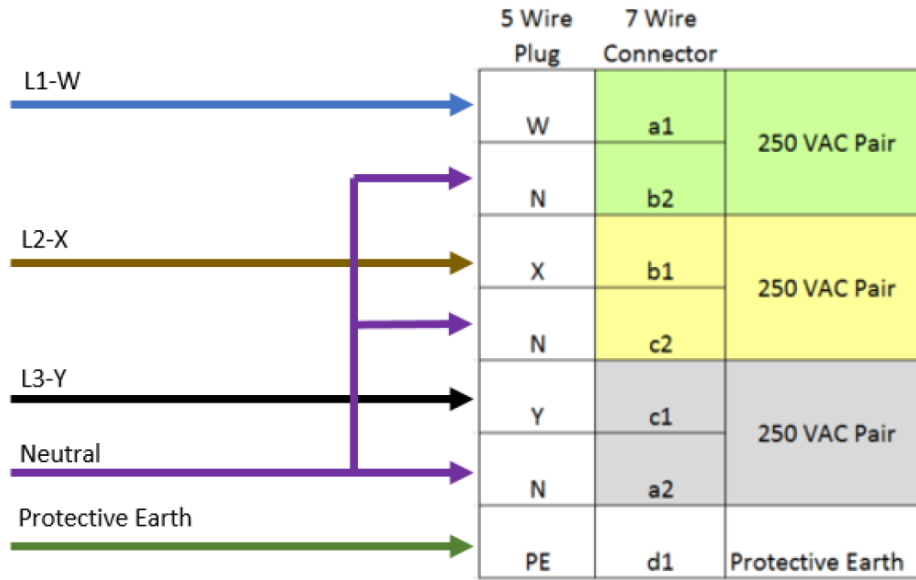 5 Wire Plug
7 Wire Connector
L1-W
W
a1
250 VAC Pair
N
b2
L2-X
X
b1
250 VAC Pair
N
c2
L3-Y
Y
c1
250 VAC Pair
Neutral
N
a2
Protective Earth
PE
d1
Protective Earth